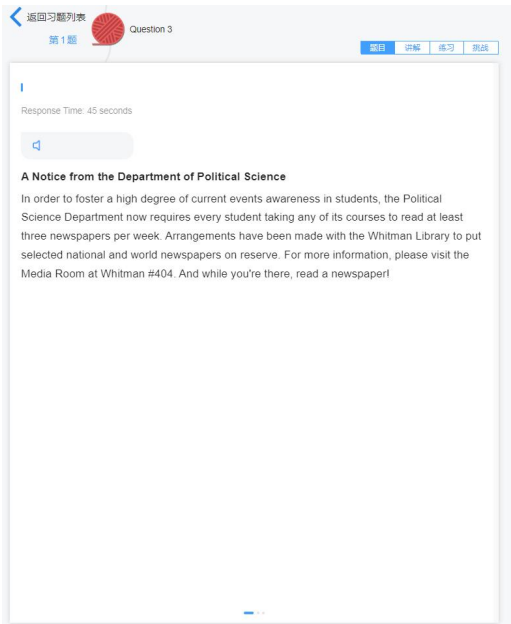 返回习题列表
第1题
Question 3
题目 讲解 练习 挑战
Response Time: 45 seconds
A Notice from the Department of Political Science
In order to foster a high degree of current events awareness in students, the Political
Science Department now requires every student taking any of its courses to read at least
three newspapers per week. Arrangements have been made with the Whitman Library to put
selected national and world newspapers on reserve. For more information, please visit the
Media Room at Whitman #404. And while you're there, read a newspaper!